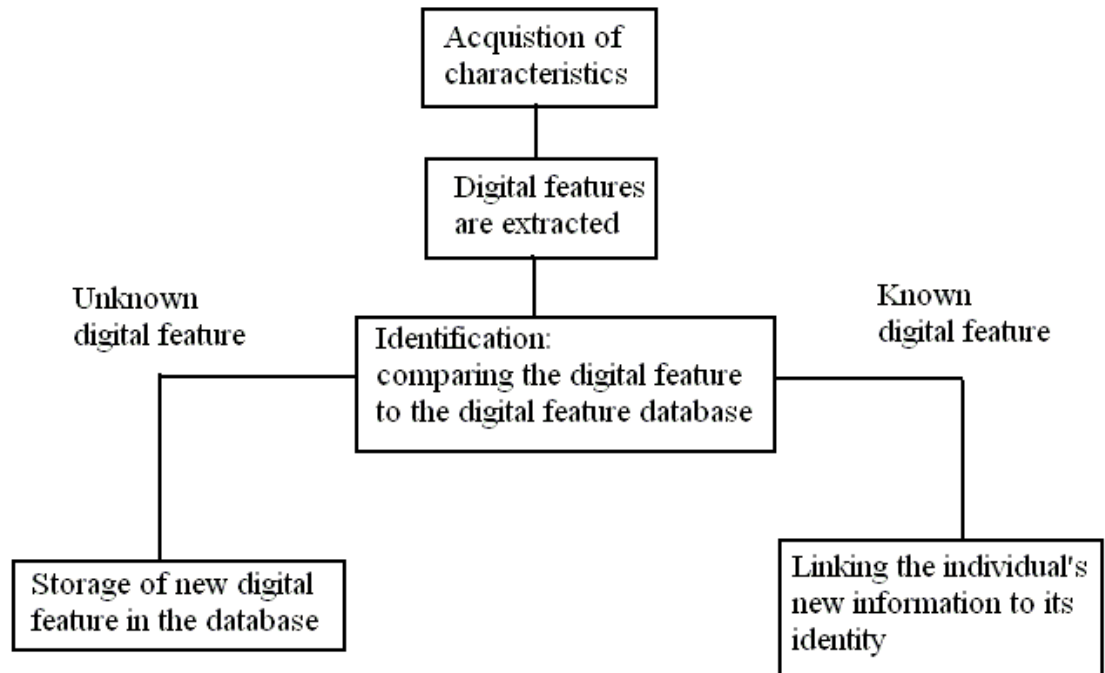 Acquistion of
characteristics
Digital features
are extracted
Unknown
digital feature
Known
digital feature
Identification:
comparing the digital feature
to the digital feature database
Storage of new digital
feature in the database
Linking the individual's
new information to its
identity